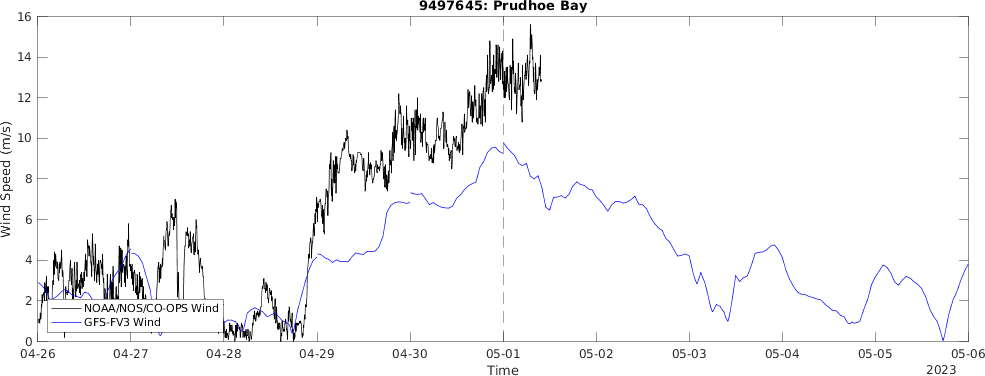 9497645: Prudhoe Bay
16
14
12
10
8
6
4
2
0
Wind Speed (m/s)
NOAA/NOS/CO-OPS Wind
GFS-FV3 Wind
04-26 04-27 04-28 04-29 04-30 05-01 05-02 05-03 05-04 05-05 05-06
Time
2023